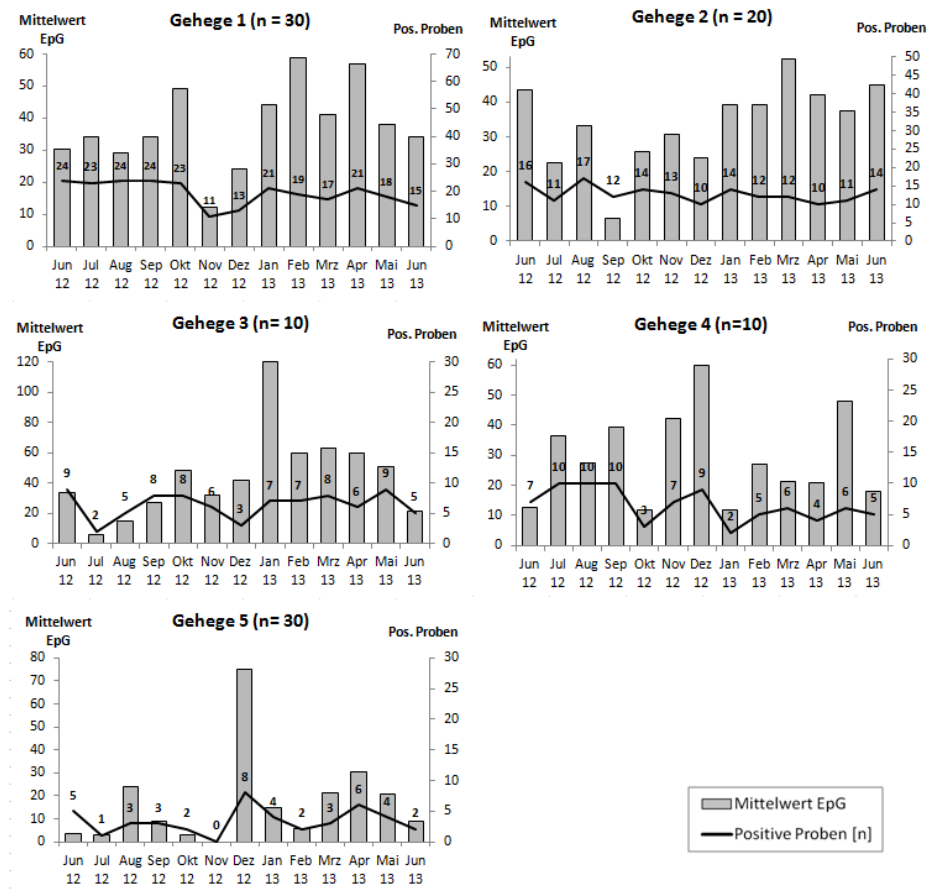 Gehege 1 (n = 30)
Mittelwert
EpG
Pos. Proben
60
50
40
30
20
10
0
70
60
50
40
30
20
10
0
24 23 24 24 23 11 13 21 19 17 21 18 15
Jun Jul Aug Sep Okt Nov Dez Jan Feb Mrz Apr Mai Jun
12 12 12 12 12 12 12 13 13 13 13 13 13
Gehege 2 (n = 20)
Mittelwert
EpG
Pos. Proben
50
40
30
20
10
0
50
45
40
35
30
25
20
15
10
5
0
16 11 17 12 14 13 10 14 12 12 10 11 14
Jun Jul Aug Sep Okt Nov Dez Jan Feb Mrz Apr Mai Jun
12 12 12 12 12 12 12 13 13 13 13 13 13
Gehege 3 (n= 10)
Mittelwert
EpG
Pos. Proben
120
100
80
60
40
20
0
30
25
20
15
10
5
0
9 2 5 8 8 6 3 7 7 8 6 9 5
Jun Jul Aug Sep Okt Nov Dez Jan Feb Mrz Apr Mai Jun
12 12 12 12 12 12 12 13 13 13 13 13 13
Gehege 4 (n=10)
Mittelwert
EpG
Pos. Proben
60
50
40
30
20
10
0
30
25
20
15
10
5
0
7 10 10 10 3 7 9 2 5 6 4 6 5
Jun Jul Aug Sep Okt Nov Dez Jan Feb Mrz Apr Mai Jun
12 12 12 12 12 12 12 13 13 13 13 13 13
Gehege 5 (n= 30)
Mittelwert
EpG
Pos. Proben
80
70
60
50
40
30
20
10
0
30
25
20
15
10
5
0
5 1 3 3 2 0 8 4 2 3 6 4 2
Jun Jul Aug Sep Okt Nov Dez Jan Feb Mrz Apr Mai Jun
12 12 12 12 12 12 12 13 13 13 13 13 13
Mittelwert EpG
Positive Proben [n]